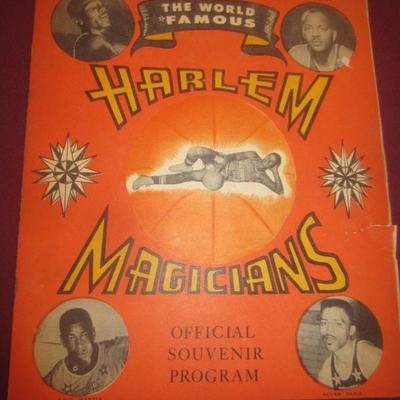 THE WORLD
FAMOUS
HARLEM
MAGICIANS
OFFICIAL
SOUVENIR
PROGRAM